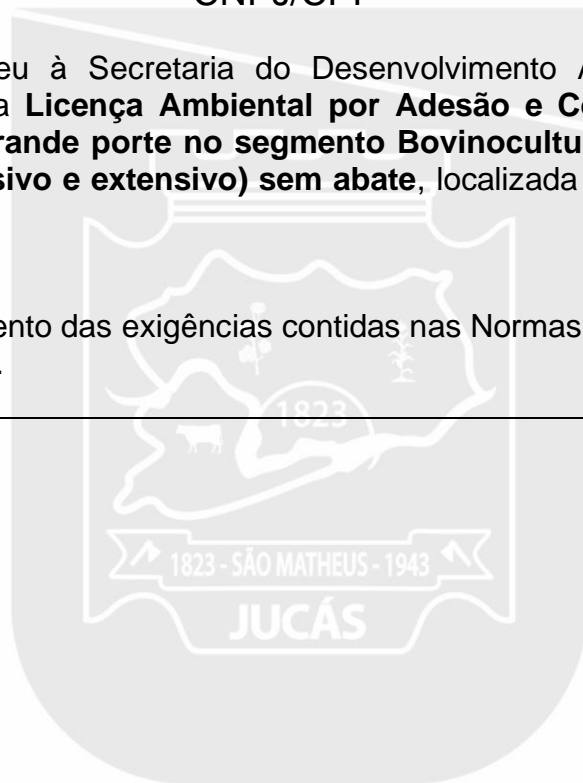 CNPJ/CPF
eu à Secretaria do Desenvolvimento A
a Licença Ambiental por Adesão e Co
rande porte no segmento Bovinocultu
sivo e extensivo) sem abate, localizada
ento das exigências contidas nas Normas
.
1823
1823 - SÃO MATHEUS - 1943
JUCÁS